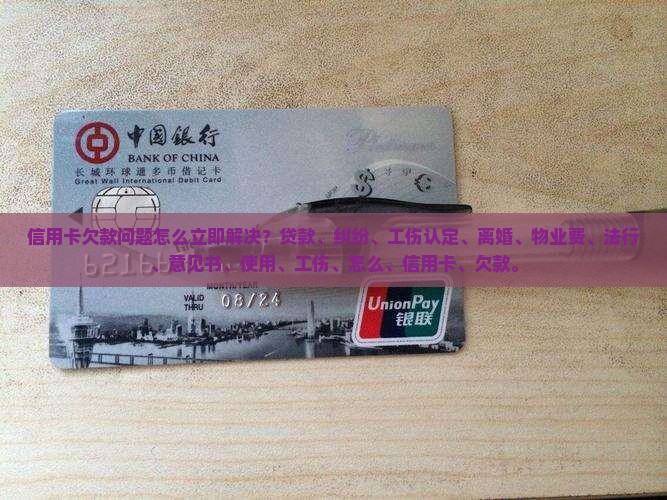 中國銀行
BANK OF CHINA
长城环球通多币借记卡
Great Wall International Debit Card
Platinum
信用卡欠款问题怎么立即解决？贷款、纠纷、工伤认定、离婚、物业费、法行
、意见书、使用、工伤、怎么、信用卡、欠款。
MONTH/YEAR
VALID
THRU
08/24
UnionPay
银联